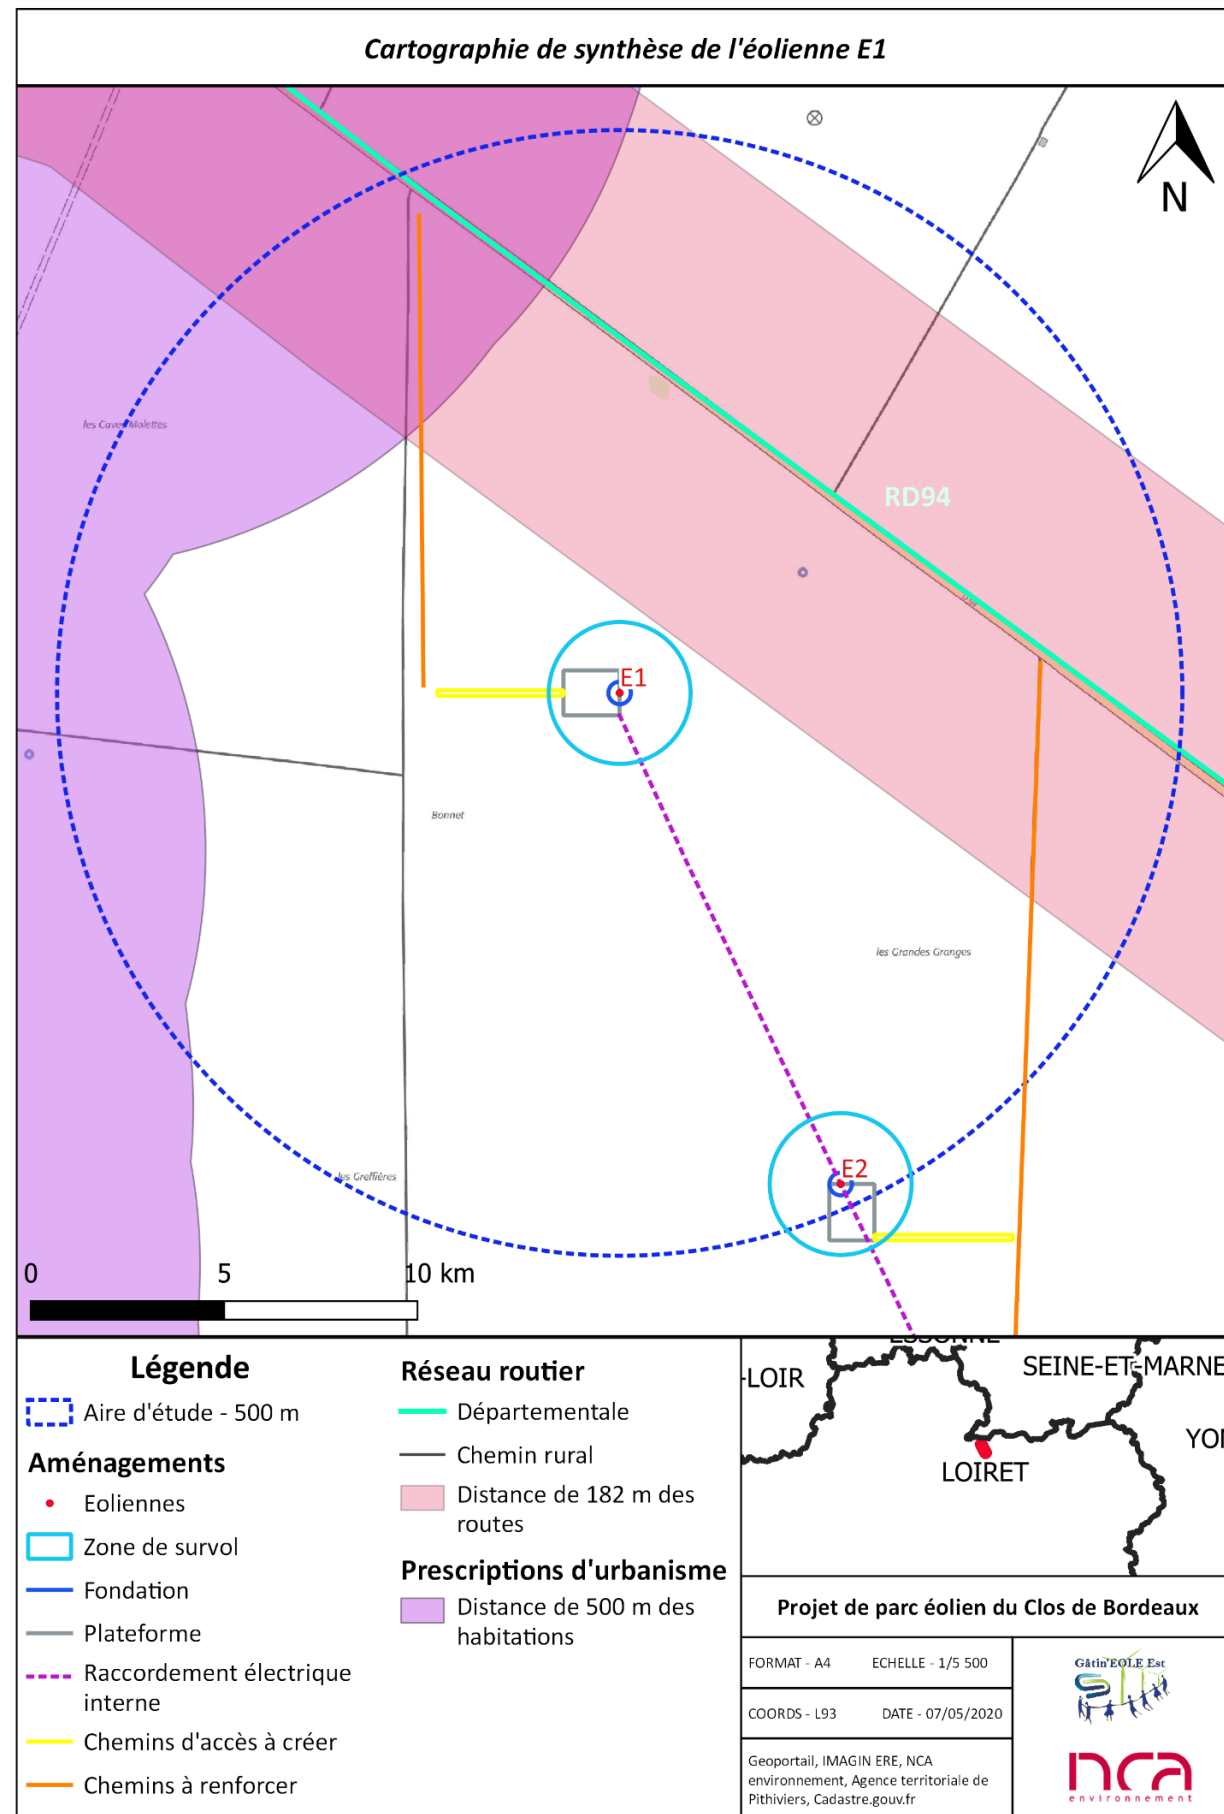 Cartographie de synthèse de l'éolienne E1
N
les Caves Molettes
RD94
D 94
E1
Bonnet
les Grandes Granges
E2
les Greffières
0 5 10 km
Légende
Aire d'étude - 500 m
Aménagements
Eoliennes
Zone de survol
Fondation
Plateforme
Raccordement électrique
interne
Chemins d'accès à créer
Chemins à renforcer
Réseau routier
Départementale
Chemin rural
Distance de 182 m des
routes
Prescriptions d'urbanisme
Distance de 500 m des
habitations
ESSONNE
-LOIR
SEINE-ET-MARNE
YON
LOIRET
Projet de parc éolien du Clos de Bordeaux
FORMAT - A4 ECHELLE - 1/5 500
COORDS - L93 DATE - 07/05/2020
Geoportail, IMAGIN ERE, NCA
environnement, Agence territoriale de
Pithiviers, Cadastre.gouv.fr
Gâtin'EOLE Est
nca
environnement